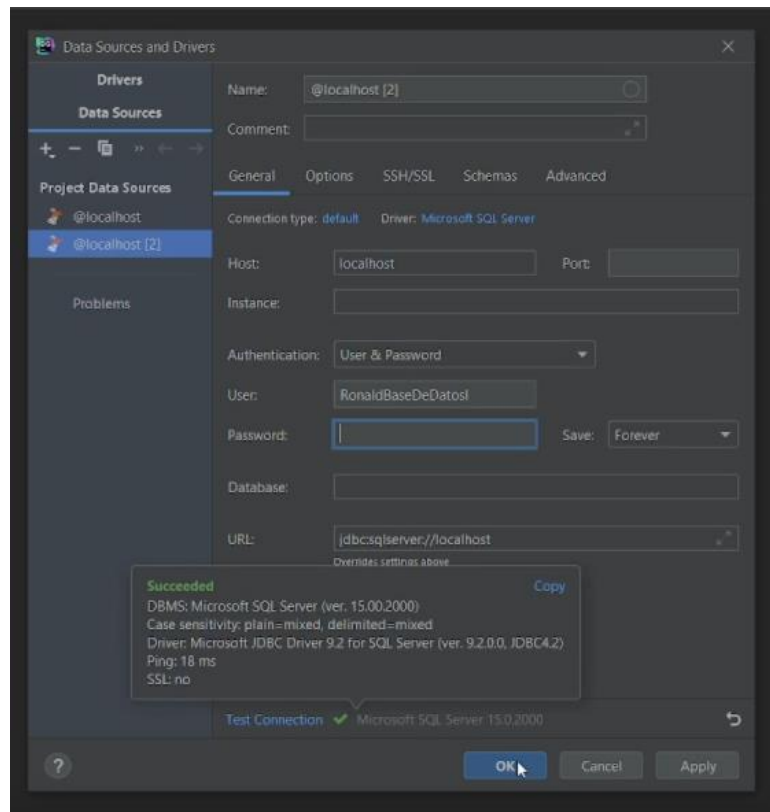 Data Sources and Drivers
Drivers
Data Sources
Project Data Sources
@localhost
@localhost [2]
Problems
Name: @localhost [2]
Comment:
General Options SSH/SSL Schemas Advanced
Connection type: default Driver: Microsoft SQL Server
Host: localhost Port:
Instance:
Authentication: User & Password
User: RonaldBaseDeDatosI
Password: Save: Forever
Database:
URL: jdbc:sqlserver://localhost
Overrides settings above
Succeeded Copy
DBMS: Microsoft SQL Server (ver. 15.00.2000)
Case sensitivity: plain=mixed, delimited=mixed
Driver: Microsoft JDBC Driver 9.2 for SQL Server (ver. 9.2.0.0, JDBC4.2)
Ping: 18 ms
SSL: no
Test Connection Microsoft SQL Server 15.0.2000
? OK Cancel Apply